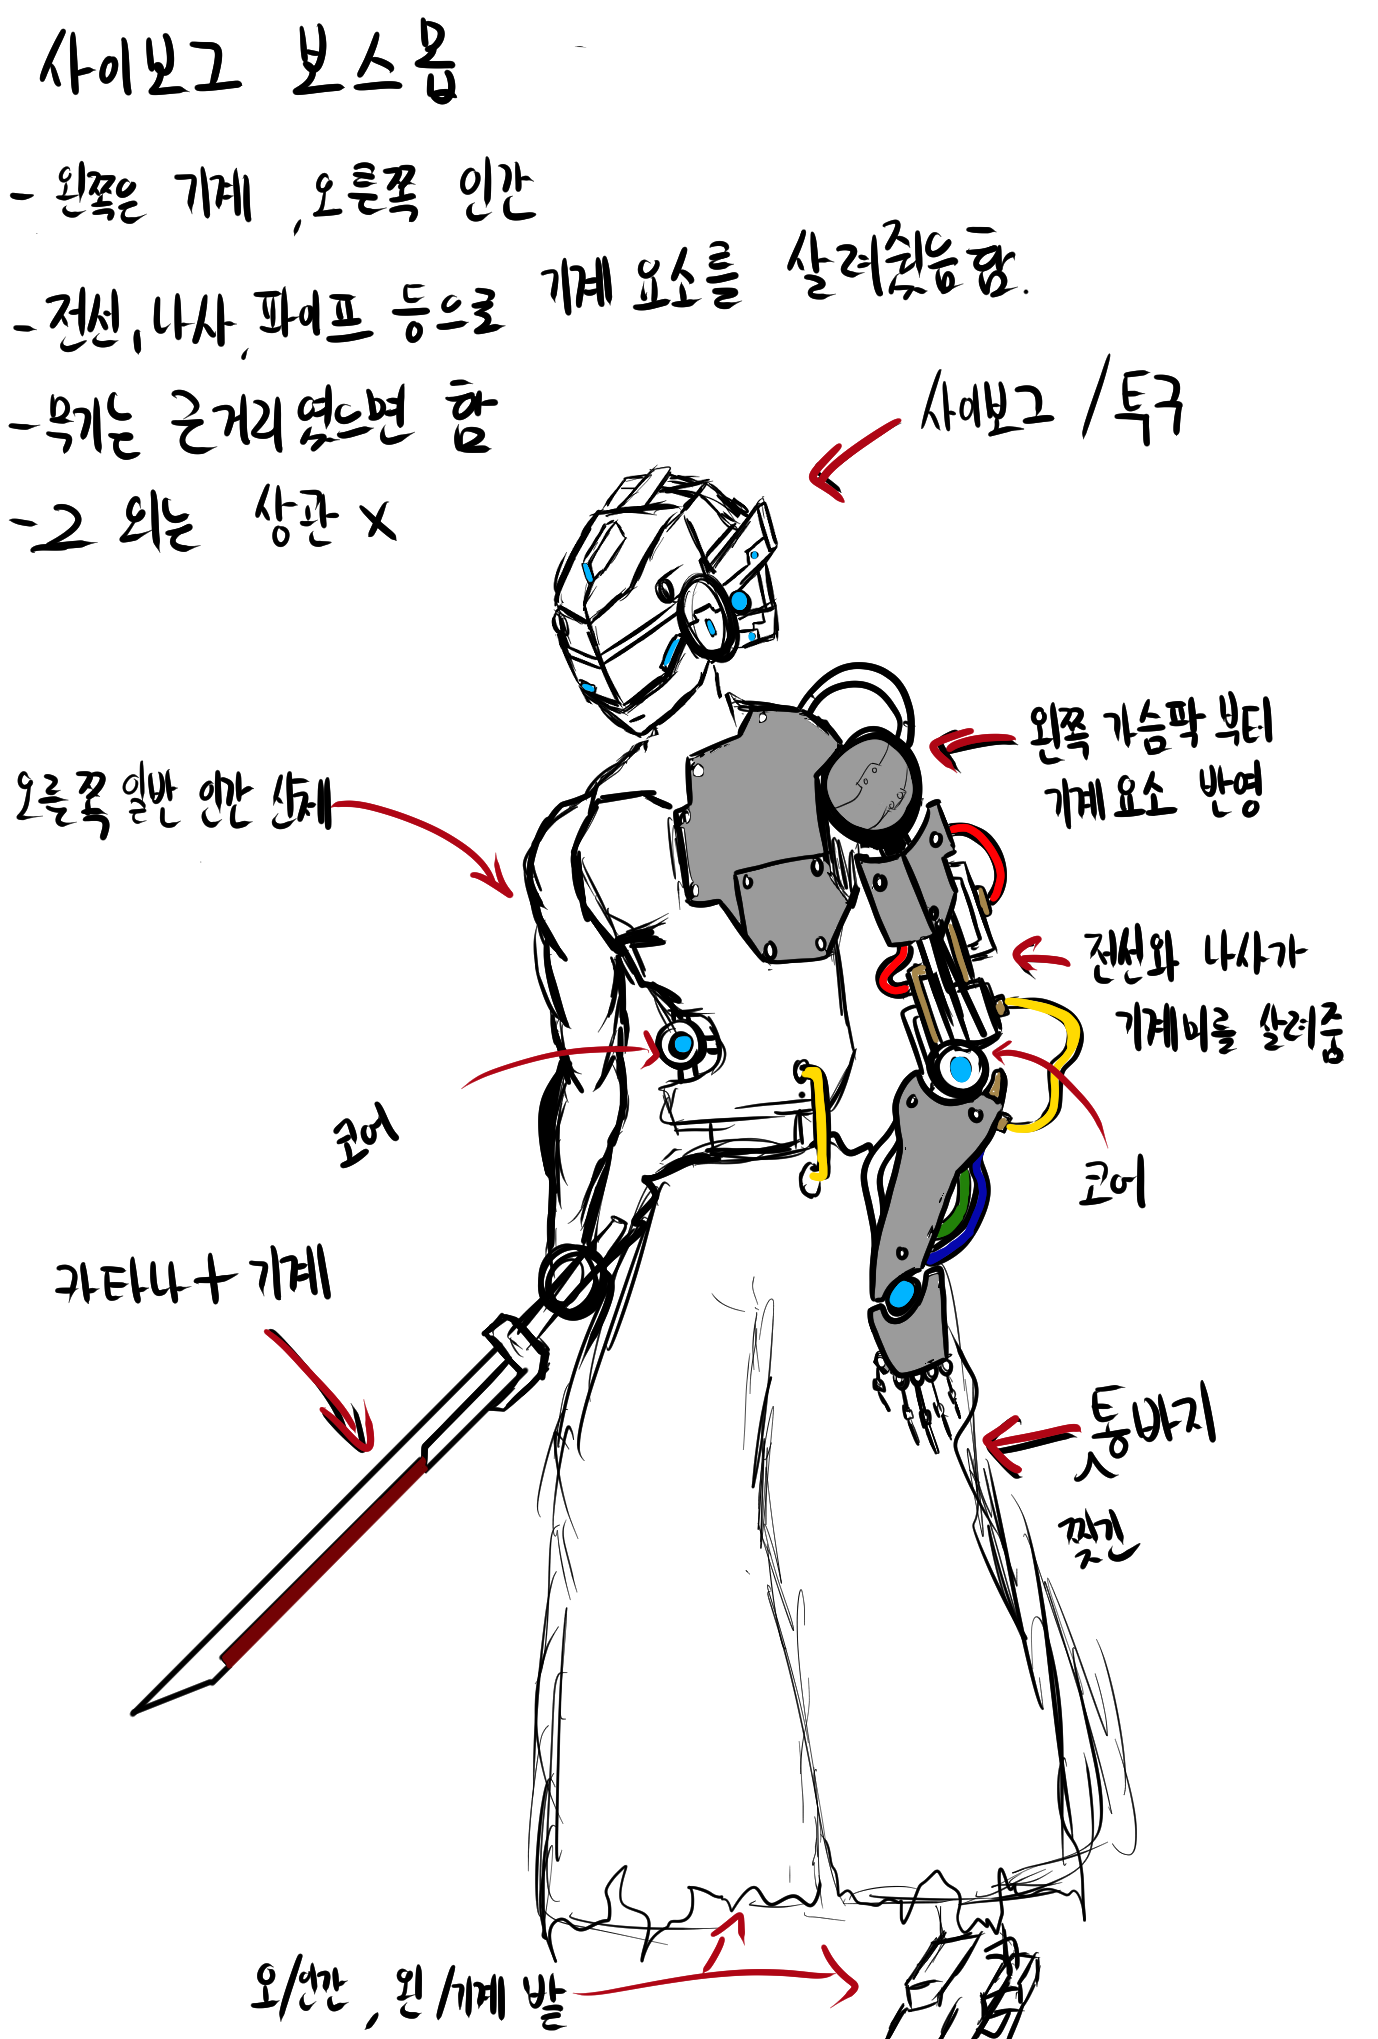 사이보그 보스몹
- 왼쪽은 기계, 오른쪽 인간
- 전선, 나사, 파이프 등으로 기계 요소를 살려줬음 함.
- 무기는 근거리였으면 함
- 그 외는 상관 X
사이보그 / 투구
왼쪽 가슴팍 부터
기계 요소 반영
오른쪽 일반 인간 신체
전선와 나사가
기계미를 살려줌
코어
코어
카타나 + 기계
통바지
찢긴
오/인간, 왼/기계 발